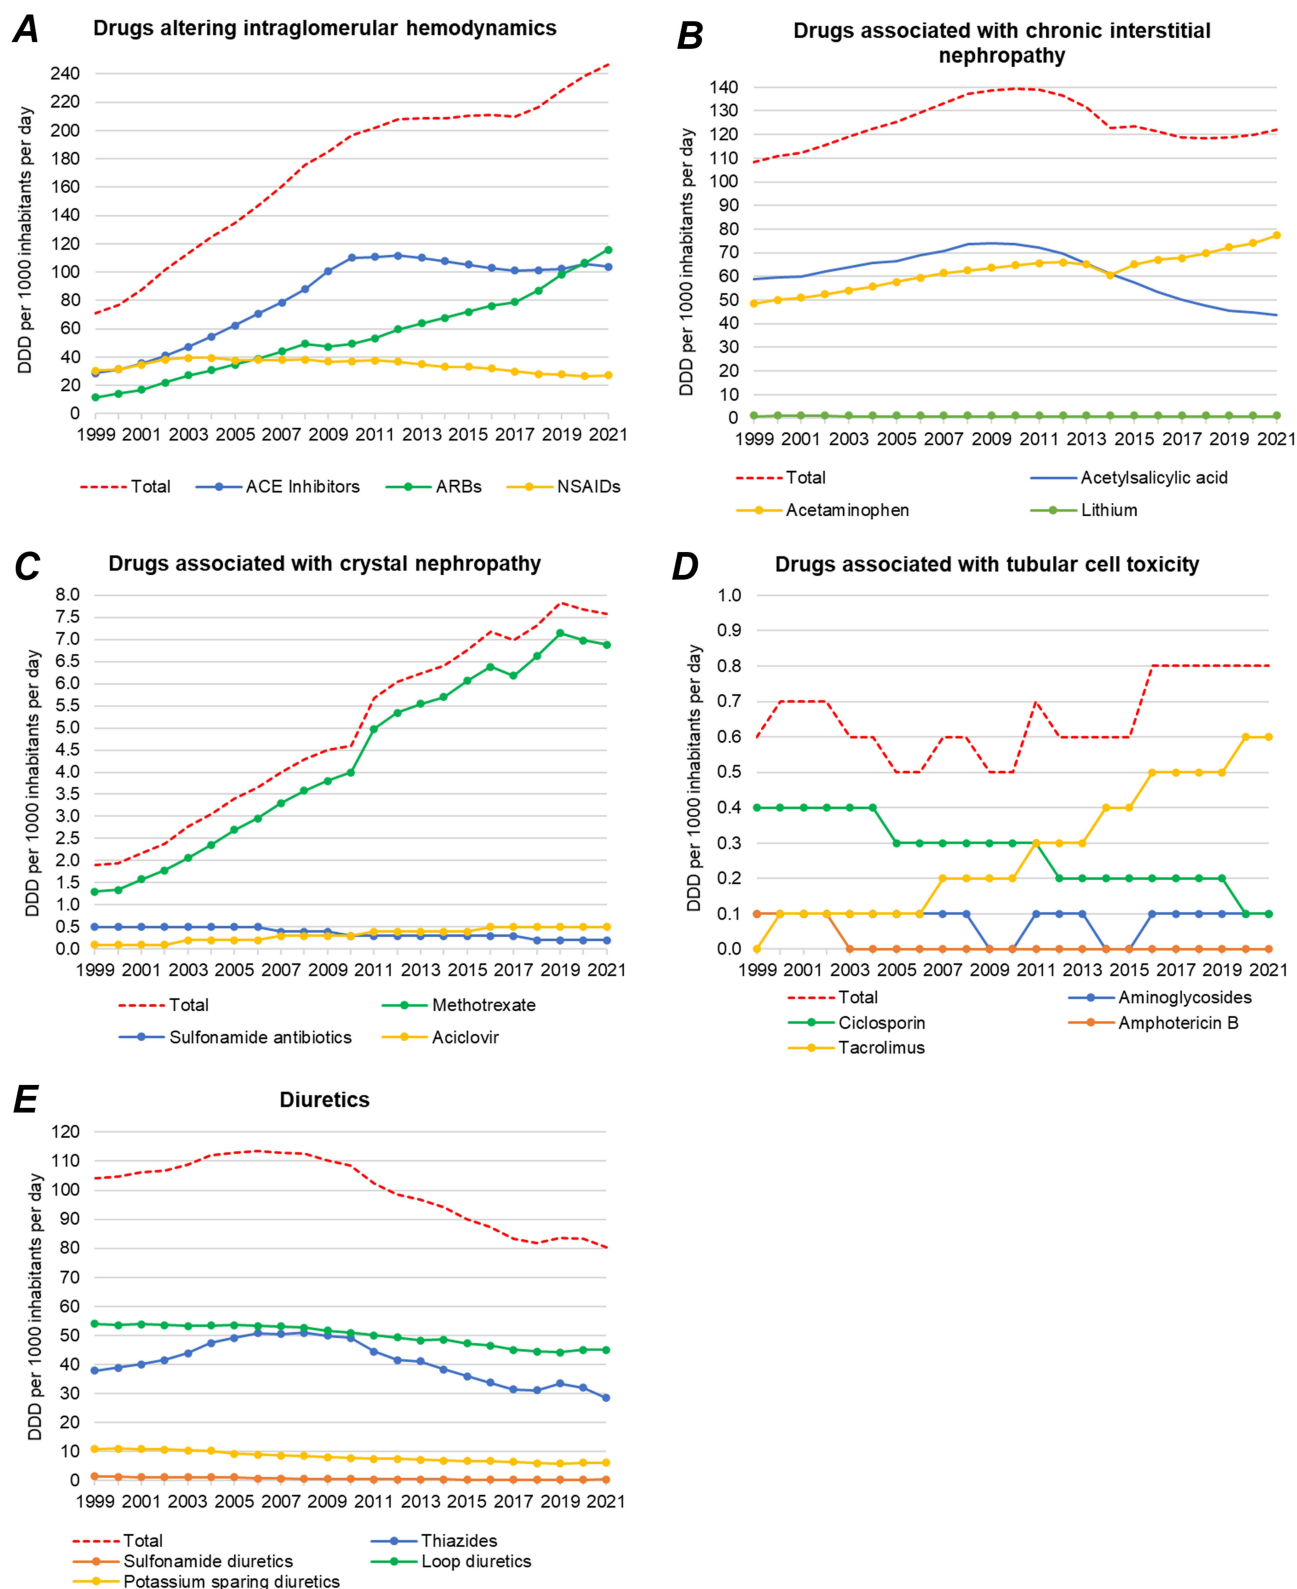 A
Drugs altering intraglomerular hemodynamics
DDD per 1000 inhabitants per day
240
220
200
180
160
140
120
100
80
60
40
20
0
1999 2001 2003 2005 2007 2009 2011 2013 2015 2017 2019 2021
Total ACE Inhibitors ARBs NSAIDs
B
Drugs associated with chronic interstitial
nephropathy
DDD per 1000 inhabitants per day
140
130
120
110
100
90
80
70
60
50
40
30
20
10
0
1999 2001 2003 2005 2007 2009 2011 2013 2015 2017 2019 2021
Total Acetylsalicylic acid
Acetaminophen Lithium
C
Drugs associated with crystal nephropathy
DDD per 1000 inhabitants per day
8.0
7.5
7.0
6.5
6.0
5.5
5.0
4.5
4.0
3.5
3.0
2.5
2.0
1.5
1.0
0.5
0.0
1999 2001 2003 2005 2007 2009 2011 2013 2015 2017 2019 2021
Total Methotrexate
Sulfonamide antibiotics Aciclovir
D
Drugs associated with tubular cell toxicity
DDD per 1000 inhabitants per day
1.0
0.9
0.8
0.7
0.6
0.5
0.4
0.3
0.2
0.1
0.0
1999 2001 2003 2005 2007 2009 2011 2013 2015 2017 2019 2021
Total Aminoglycosides
Ciclosporin Amphotericin B
Tacrolimus
E
Diuretics
DDD per 1000 inhabitants per day
120
110
100
90
80
70
60
50
40
30
20
10
0
1999 2001 2003 2005 2007 2009 2011 2013 2015 2017 2019 2021
Total Thiazides
Sulfonamide diuretics Loop diuretics
Potassium sparing diuretics